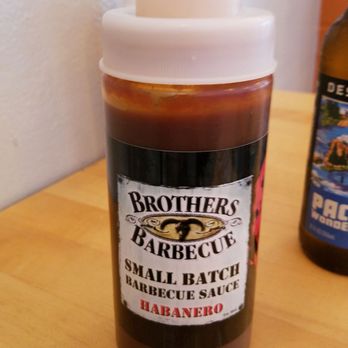 BROTHERS
BARBECUE
SMALL BATCH
BARBECUE SAUCE
HABANERO